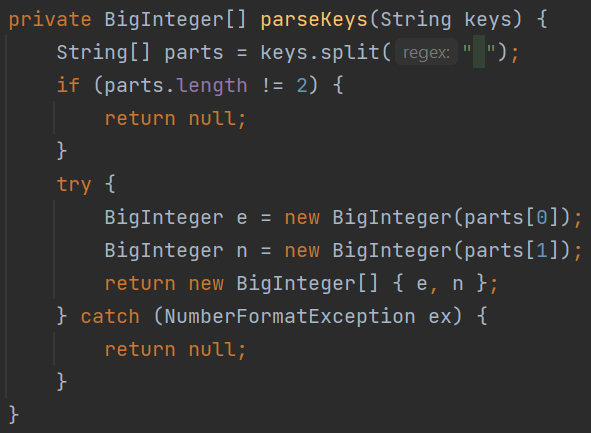 private BigInteger[] parseKeys(String keys) {
    String[] parts = keys.split( regex: " ");
    if (parts.length != 2) {
        return null;
    }
    try {
        BigInteger e = new BigInteger(parts[0]);
        BigInteger n = new BigInteger(parts[1]);
        return new BigInteger[] { e, n };
    } catch (NumberFormatException ex) {
        return null;
    }
}